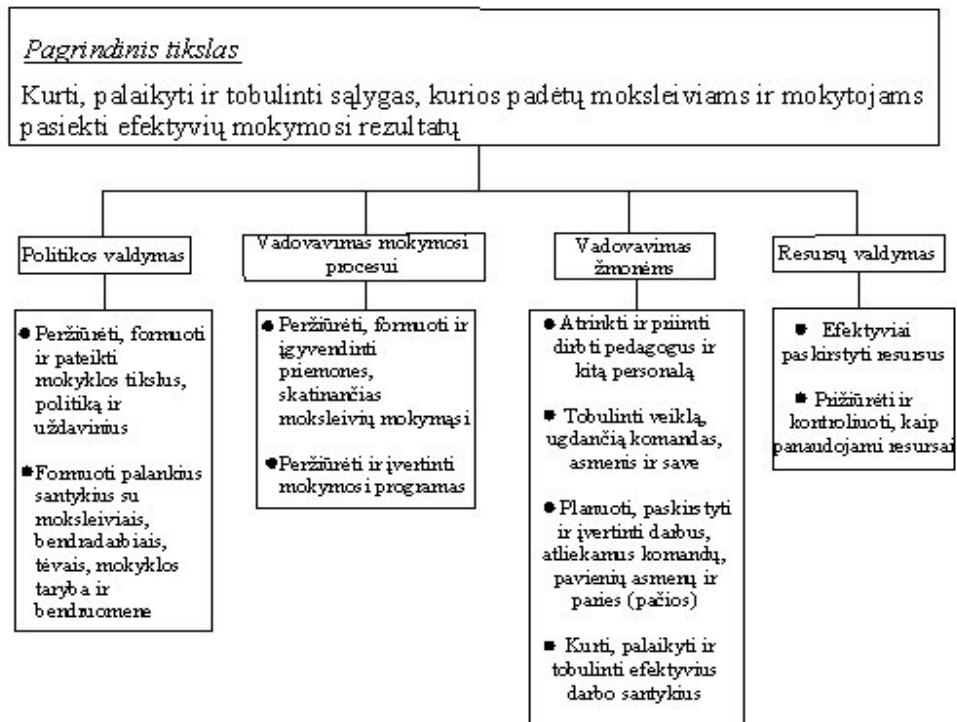 Pagrindinis tikslas
Kurti, palaikyti ir tobulinti sąlygas, kurios padėtų moksleiviams ir mokytojams
pasiekti efektyvių mokymosi rezultatų
Politikos valdymas
● Peržiūrėti, formuoti
ir pateikti
mokyklos tikslus,
politiką ir
uždavinius
■ Formuoti palankius
santykius su
moksleiviais,
bendradarbiais,
tėvais, mokyklos
taryba ir
bendruomene
Vadovavimas mokymosi
procesui
● Peržiūrėti, formuoti ir
įgyvendinti
priemones,
skatinančias
moksleivių mokymąsi
● Peržiūrėti ir įvertinti
mokymosi programas
Vadovavimas
žmonėms
● Atrinkti ir priimti
dirbti pedagogus ir
kitą personalą
■ Tobulinti veiklą,
ugdančią komandas,
asmenis ir save
● Planuoti, paskirstyti
ir įvertinti darbus,
atliekamus komandų,
pavienių asmenų ir
paries (pačios)
■ Kurti, palaikyti ir
tobulinti efektyvius
darbo santykius
Resursų valdymas
■ Efektyviai
paskirstyti resursus
● Prižiūrėti ir
kontroliuoti, kaip
panaudojami resursai